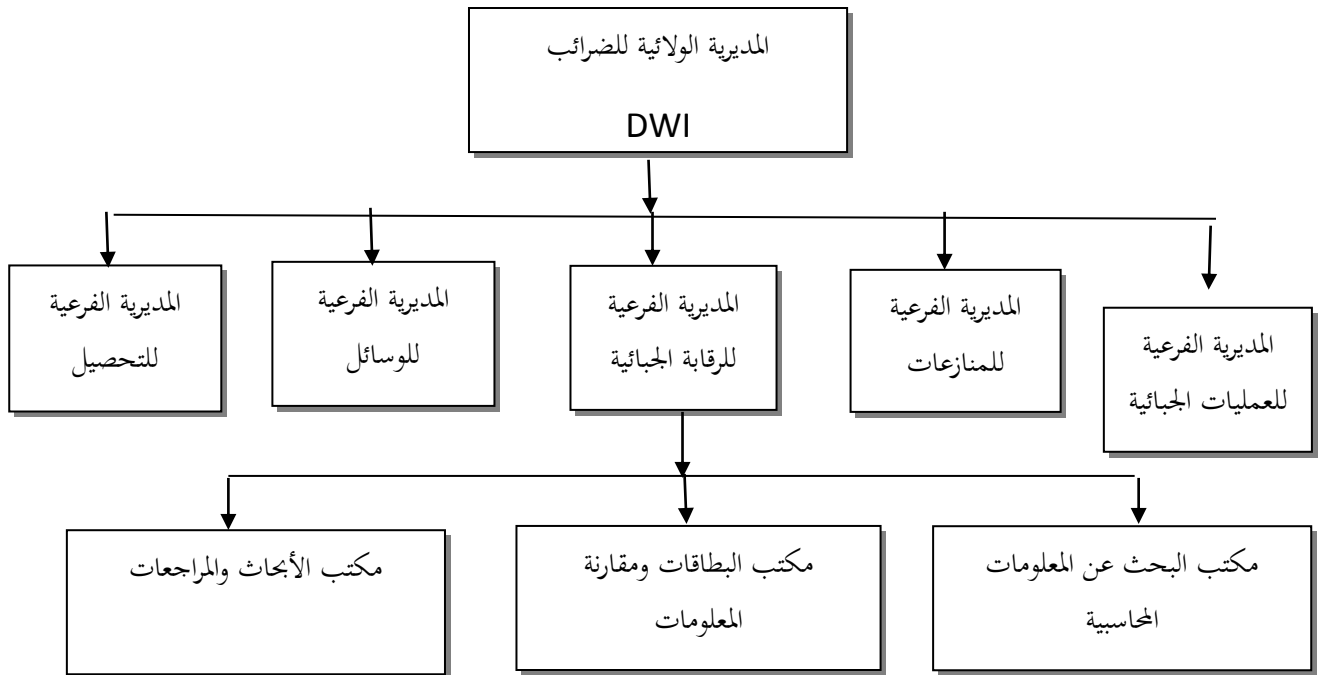 المديرية الولائية للضرائب
DWI
المديرية الفرعية
للعمليات الجبائية
المديرية الفرعية
للمنازعات
المديرية الفرعية
للرقابة الجبائية
المديرية الفرعية
للوسائل
المديرية الفرعية
للتحصيل
مكتب البحث عن المعلومات
المحاسبية
مكتب البطاقات ومقارنة
المعلومات
مكتب الأبحاث والمراجعات